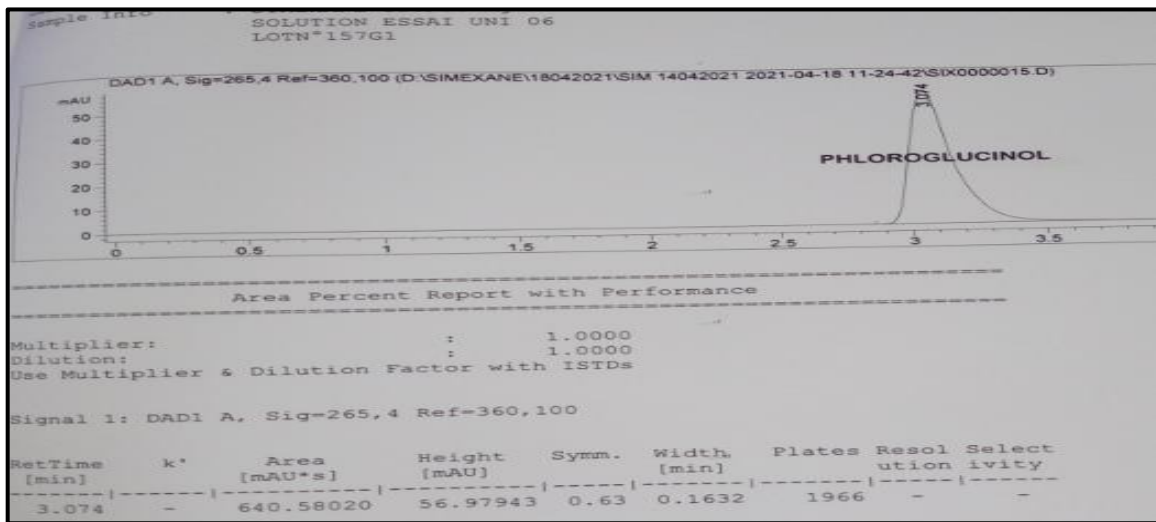 Sample Info
SOLUTION ESSAI UNI 06
LOTN°157G1
DAD1 A, Sig=265,4 Ref=360,100 (D:\SIMEXANE\18042021\SIM 14042021 2021-04-18 11-24-42\SIX0000015.D)
mAU
50
40
30
20
10
0
3.074
PHLOROGLUCINOL
0 0.5 1 1.5 2 2.5 3 3.5
Area Percent Report with Performance
Multiplier: : 1.0000
Dilution: : 1.0000
Use Multiplier & Dilution Factor with ISTDs
Signal 1: DAD1 A, Sig=265,4 Ref=360,100
RetTime k' Area Height Symm. Width Plates Resol Select
[min] [mAU*s] [mAU] [min] ution ivity
-------|------|----------|----------|-----|-------|-------|-----|------
3.074 - 640.58020 56.97943 0.63 0.1632 1966 - -